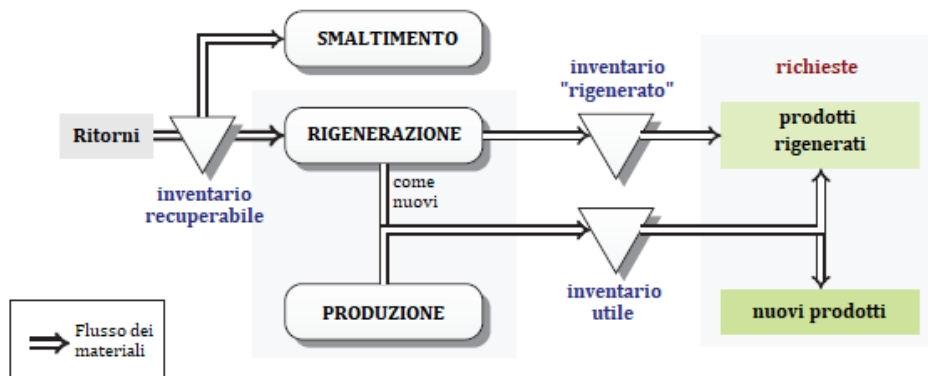 SMALTIMENTO
inventario
"rigenerato"
richieste
Ritorni
RIGENERAZIONE
prodotti
rigenerati
inventario
recuperabile
come
nuovi
PRODUZIONE
inventario
utile
nuovi prodotti
Flusso dei
materiali